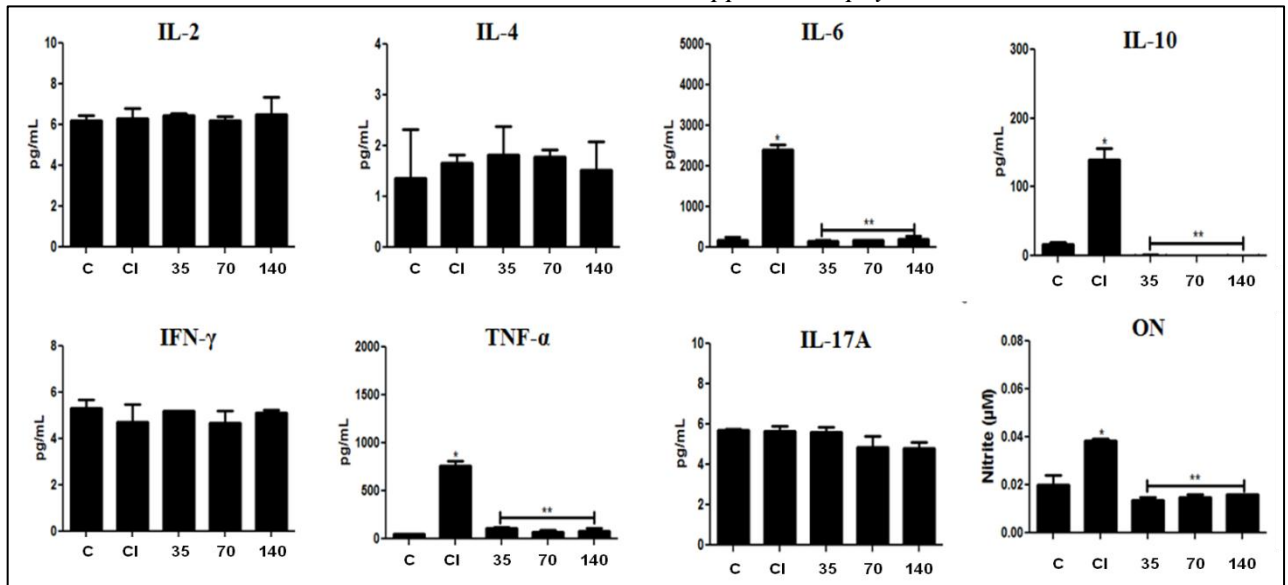 IL-2
10
8
6
4
2
0
pg/mL
C CI 35 70 140
IL-4
4
3
2
1
0
pg/mL
C CI 35 70 140
IL-6
5000
4000
3000
2000
1000
0
pg/mL
*
**
C CI 35 70 140
IL-10
300
200
100
0
pg/mL
*
**
C CI 35 70 140
IFN-γ
8
6
4
2
0
pg/mL
C CI 35 70 140
TNF-α
2000
1500
1000
500
0
pg/mL
*
**
C CI 35 70 140
IL-17A
10
8
6
4
2
0
pg/mL
C CI 35 70 140
ON
0.08
0.06
0.04
0.02
0.00
Nitrite (µM)
*
**
C CI 35 70 140